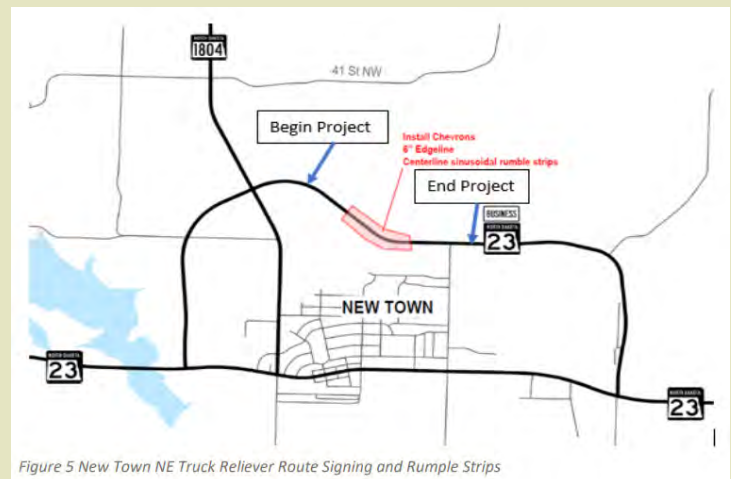 NORTH DAKOTA
1804
41 St NW
Begin Project
Install Chevrons
6" Edgeline
Centerline sinusoidal rumble strips
End Project
BUSINESS
NORTH DAKOTA
23
NEW TOWN
NORTH DAKOTA
23
NORTH DAKOTA
23
Figure 5 New Town NE Truck Reliever Route Signing and Rumple Strips